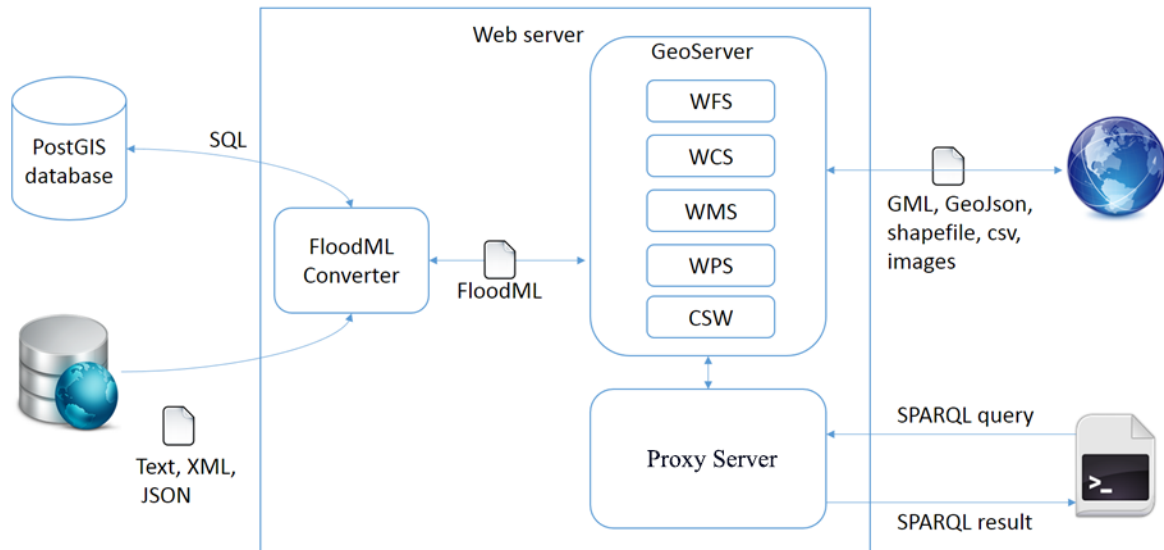 Web server
GeoServer
WFS
WCS
WMS
WPS
CSW
PostGIS
database
SQL
FloodML
Converter
FloodML
GML, GeoJson,
shapefile, csv,
images
Text, XML,
JSON
Proxy Server
SPARQL query
>_
SPARQL result